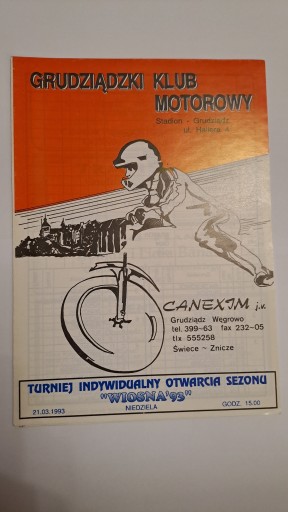 GRUDZIĄDZKI KLUB
MOTOROWY
Stadion - Grudziądz
ul. Hallera 4
CANEXIM j.v.
Grudziądz Węgrowo
tel. 399-63 fax 232-05
tlx 555258
Świece ~ Znicze
TURNIEJ INDYWIDUALNY OTWARCIA SEZONU
"WIOSNA'93"
21.03.1993 NIEDZIELA GODZ. 15.00